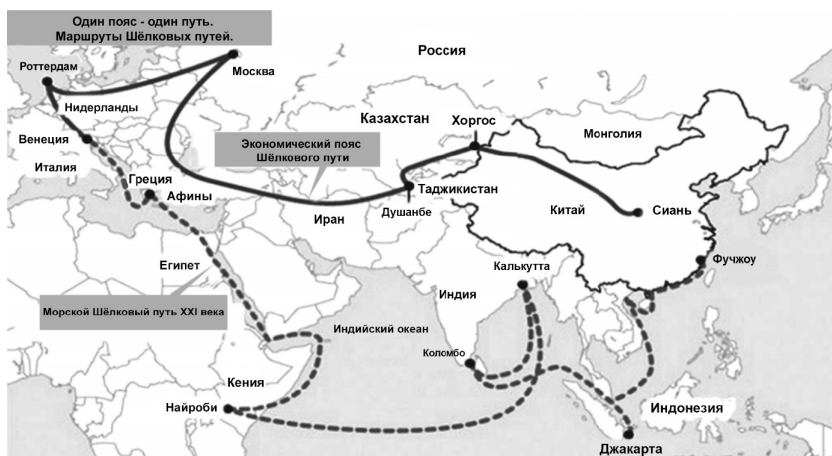 Один пояс - один путь.
Маршруты Шёлковых путей.
Россия
Роттердам
Москва
Нидерланды
Казахстан
Хоргос
Монголия
Венеция
Италия
Экономический пояс
Шёлкового пути
Греция
Афины
Таджикистан
Иран
Душанбе
Китай
Сиань
Египет
Калькутта
Фучжоу
Индия
Морской Шёлковый путь XXI века
Индийский океан
Коломбо
Кения
Найроби
Индонезия
Джакарта